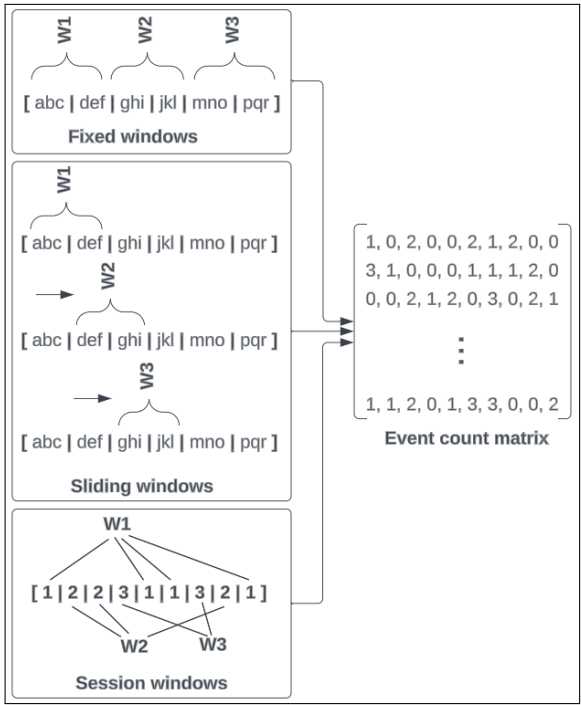 W1 W2 W3
[ abc | def | ghi | jkl | mno | pqr ]
Fixed windows
W1
[ abc | def | ghi | jkl | mno | pqr ]
W2
[ abc | def | ghi | jkl | mno | pqr ]
W3
[ abc | def | ghi | jkl | mno | pqr ]
Sliding windows
W1
[ 1 | 2 | 2 | 3 | 1 | 1 | 3 | 2 | 1 ]
W2 W3
Session windows
1, 0, 2, 0, 0, 2, 1, 2, 0, 0
3, 1, 0, 0, 0, 1, 1, 1, 2, 0
0, 0, 2, 1, 2, 0, 3, 0, 2, 1
1, 1, 2, 0, 1, 3, 3, 0, 0, 2
Event count matrix